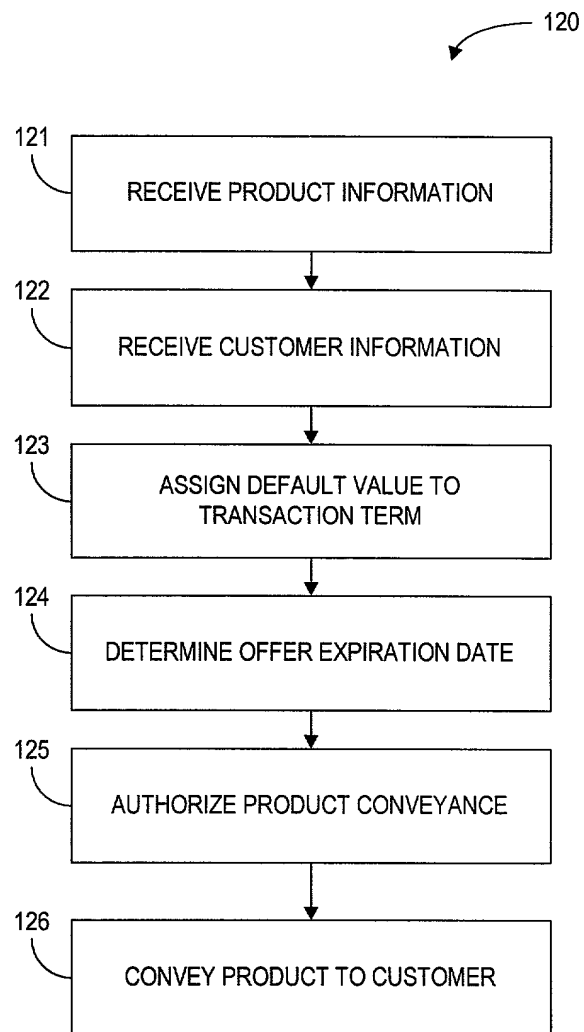 120
121
RECEIVE PRODUCT INFORMATION
122
RECEIVE CUSTOMER INFORMATION
123
ASSIGN DEFAULT VALUE TO
TRANSACTION TERM
124
DETERMINE OFFER EXPIRATION DATE
125
AUTHORIZE PRODUCT CONVEYANCE
126
CONVEY PRODUCT TO CUSTOMER